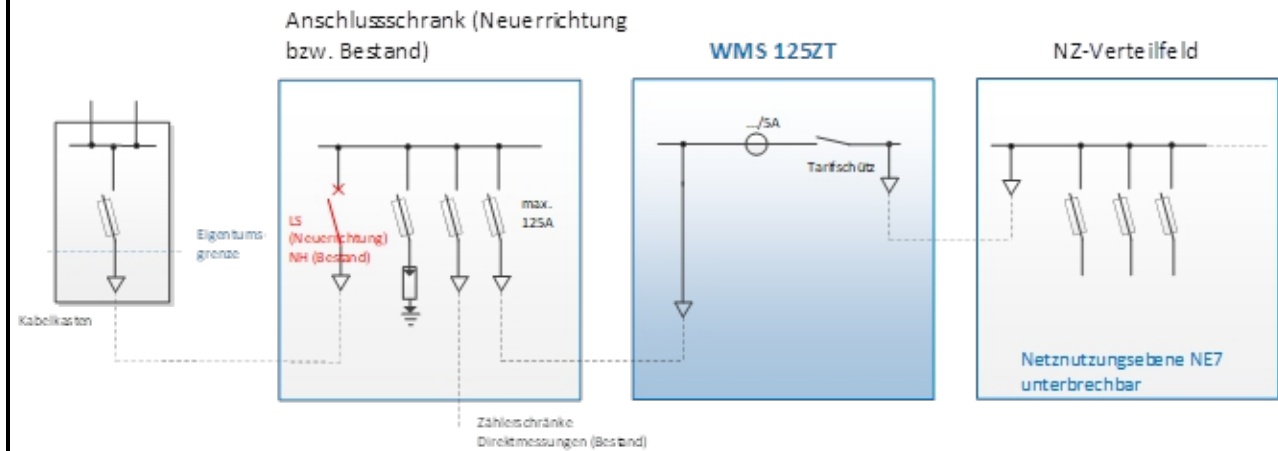 Anschlussschrank (Neuerrichtung
bzw. Bestand)
WMS 125ZT
NZ-Verteilfeld
.../5A
Tarifschütz
max.
125A
LS
(Neuerrichtung)
NH (Bestand)
Eigentums-
grenze
Kabelkasten
Netznutzungsebene NE7
unterbrechbar
Zählerschränke
Direktmessungen (Bestand)